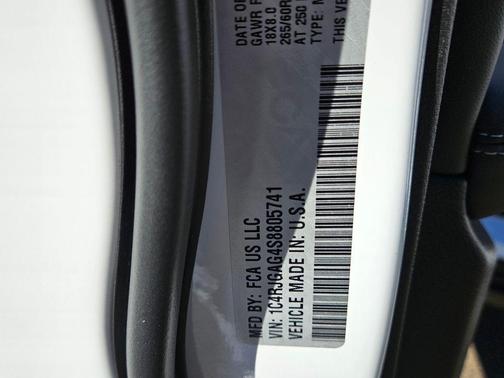 MFD BY: FCA US LLC
VIN: 1C4RJGAG4S8805741
VEHICLE MADE IN: U.S.A.
DATE OF
GAWR F
18X8.0
265/60R
AT 250
TYPE:
THIS VE